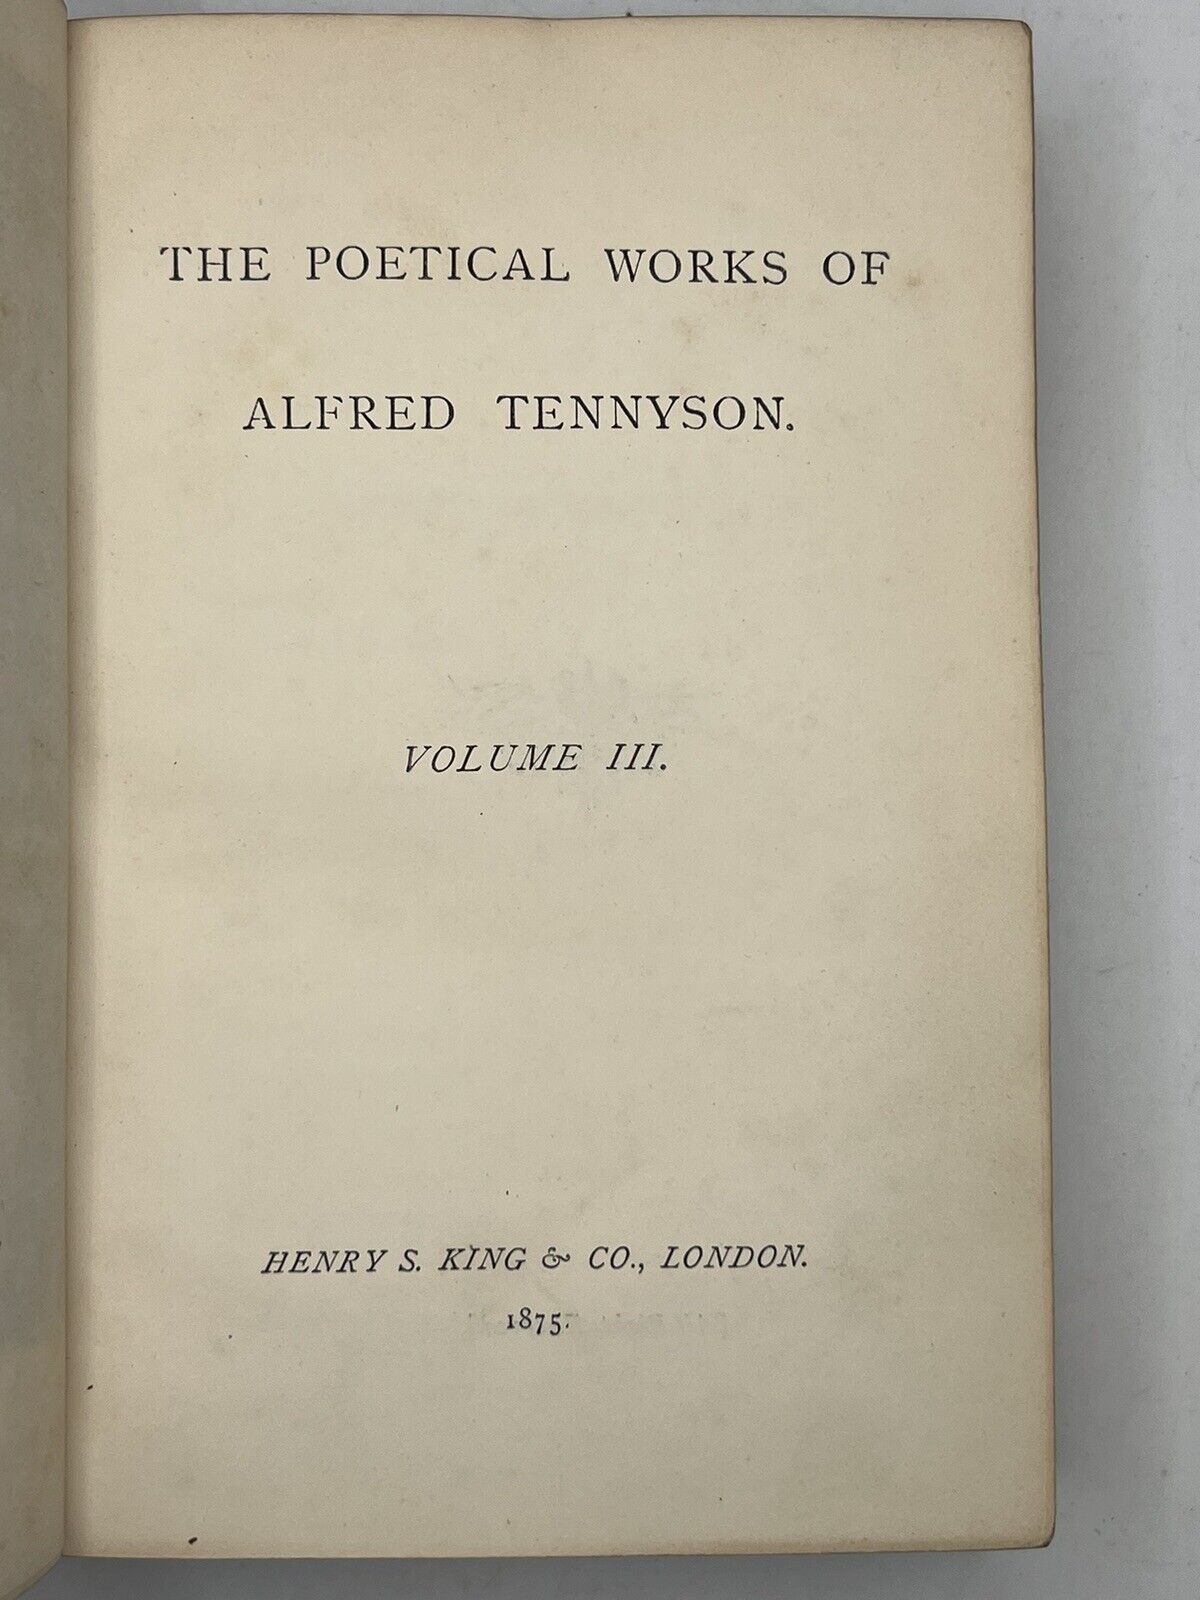 THE POETICAL WORKS OF
ALFRED TENNYSON.
VOLUME III.
HENRY S. KING & CO., LONDON.
1875.